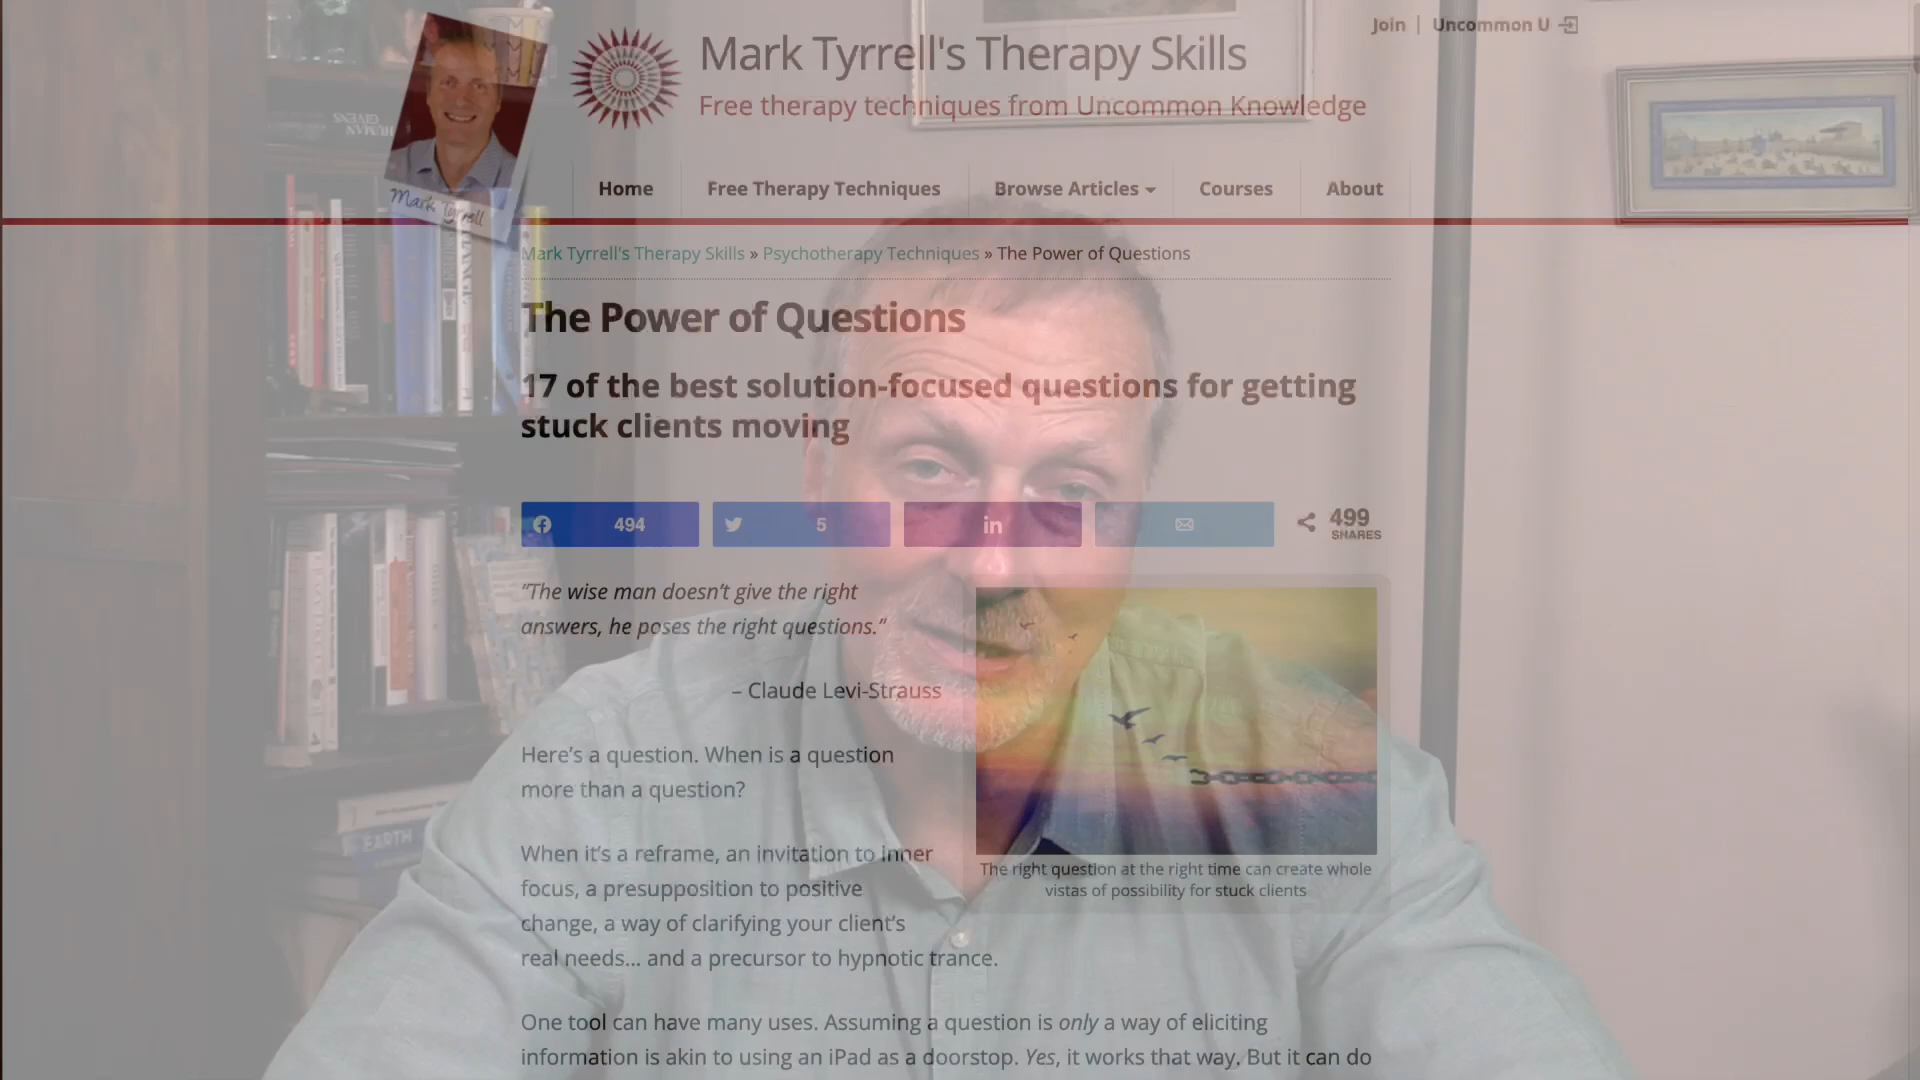 Join | Uncommon U
Mark Tyrrell's Therapy Skills
Free therapy techniques from Uncommon Knowledge
HUMAN
GIVENS
Mark Tyrrell
Home
Free Therapy Techniques
Browse Articles
Courses
About
Mark Tyrrell's Therapy Skills » Psychotherapy Techniques » The Power of Questions
The Power of Questions
17 of the best solution-focused questions for getting
stuck clients moving
494
5
in
499
SHARES
“The wise man doesn’t give the right
answers, he poses the right questions.”
– Claude Levi-Strauss
Here’s a question. When is a question
more than a question?
When it’s a reframe, an invitation to inner
focus, a presupposition to positive
change, a way of clarifying your client’s
real needs… and a precursor to hypnotic trance.
The right question at the right time can create whole
vistas of possibility for stuck clients
EARTH
One tool can have many uses. Assuming a question is only a way of eliciting
information is akin to using an iPad as a doorstop. Yes, it works that way. But it can do